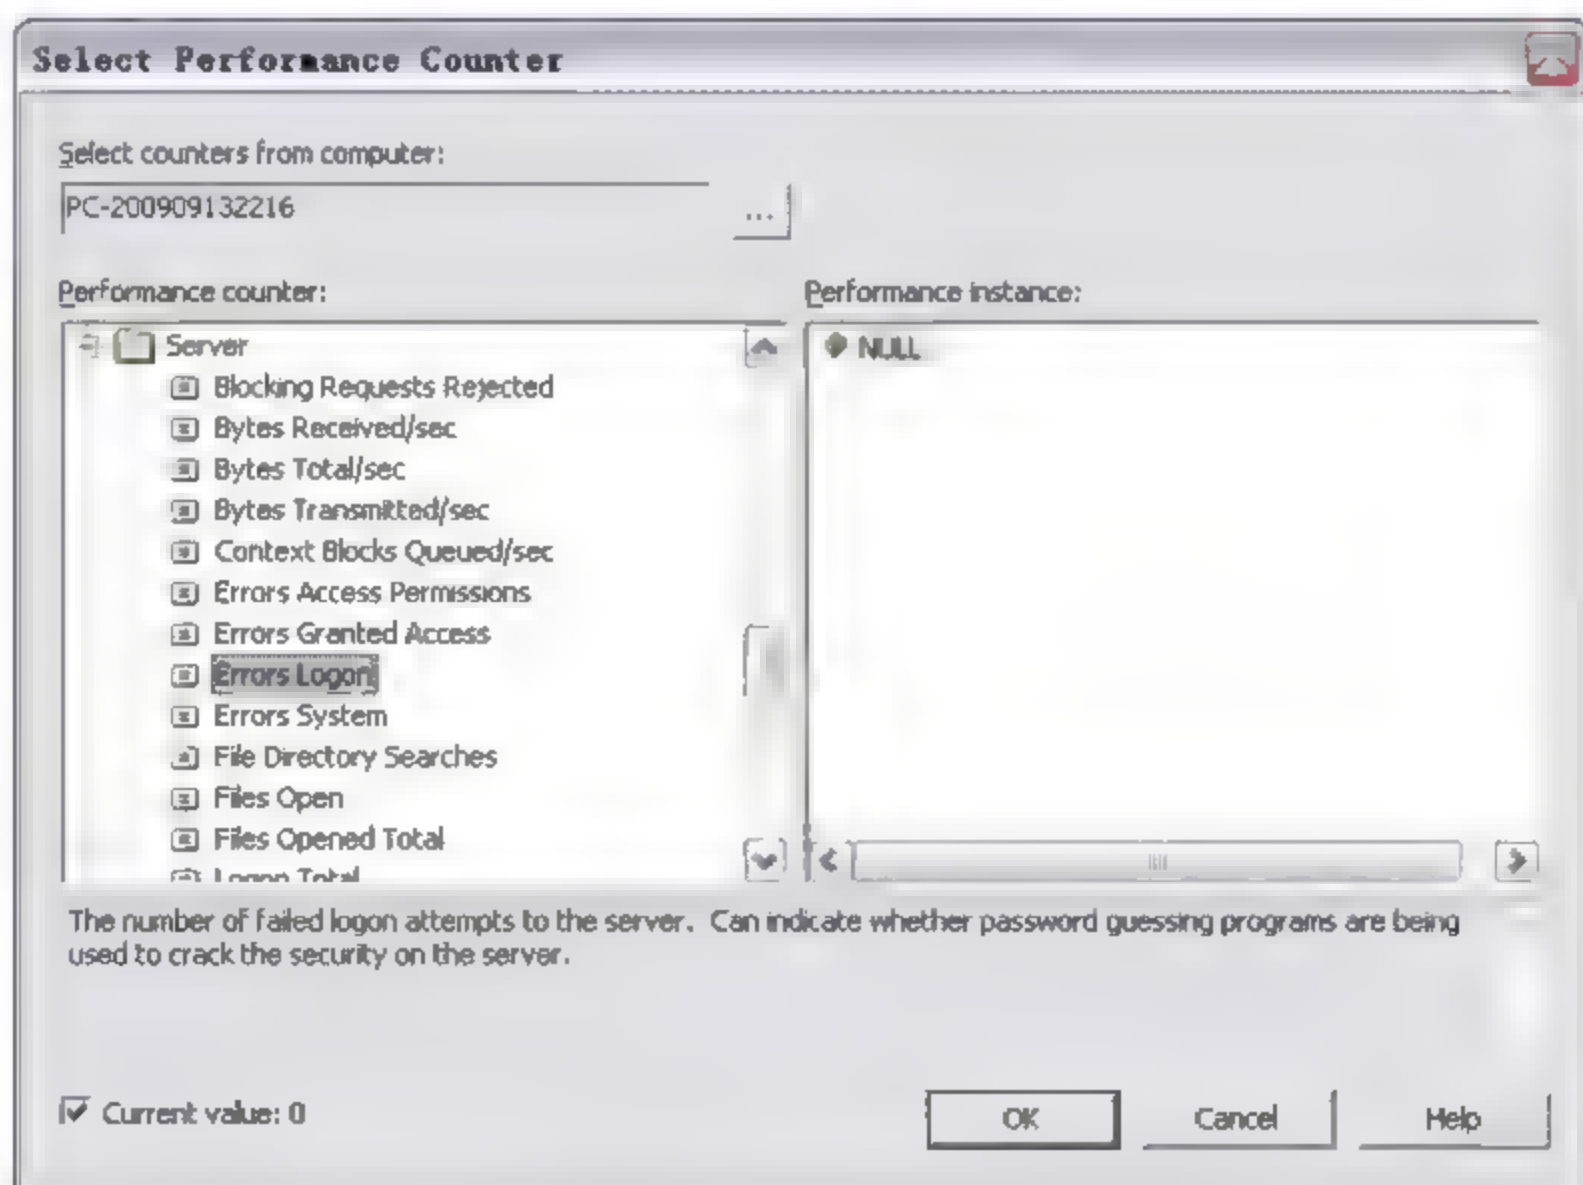 Select Performance Counter
Select counters from computer:
PC-200909132216
...
Performance counter:
Performance instance:
Server
NULL
Blocking Requests Rejected
Bytes Received/sec
Bytes Total/sec
Bytes Transmitted/sec
Context Blocks Queued/sec
Errors Access Permissions
Errors Granted Access
Errors Logon
Errors System
File Directory Searches
Files Open
Files Opened Total
Logon Total
The number of failed logon attempts to the server. Can indicate whether password guessing programs are being
used to crack the security on the server.
Current value: 0
OK
Cancel
Help